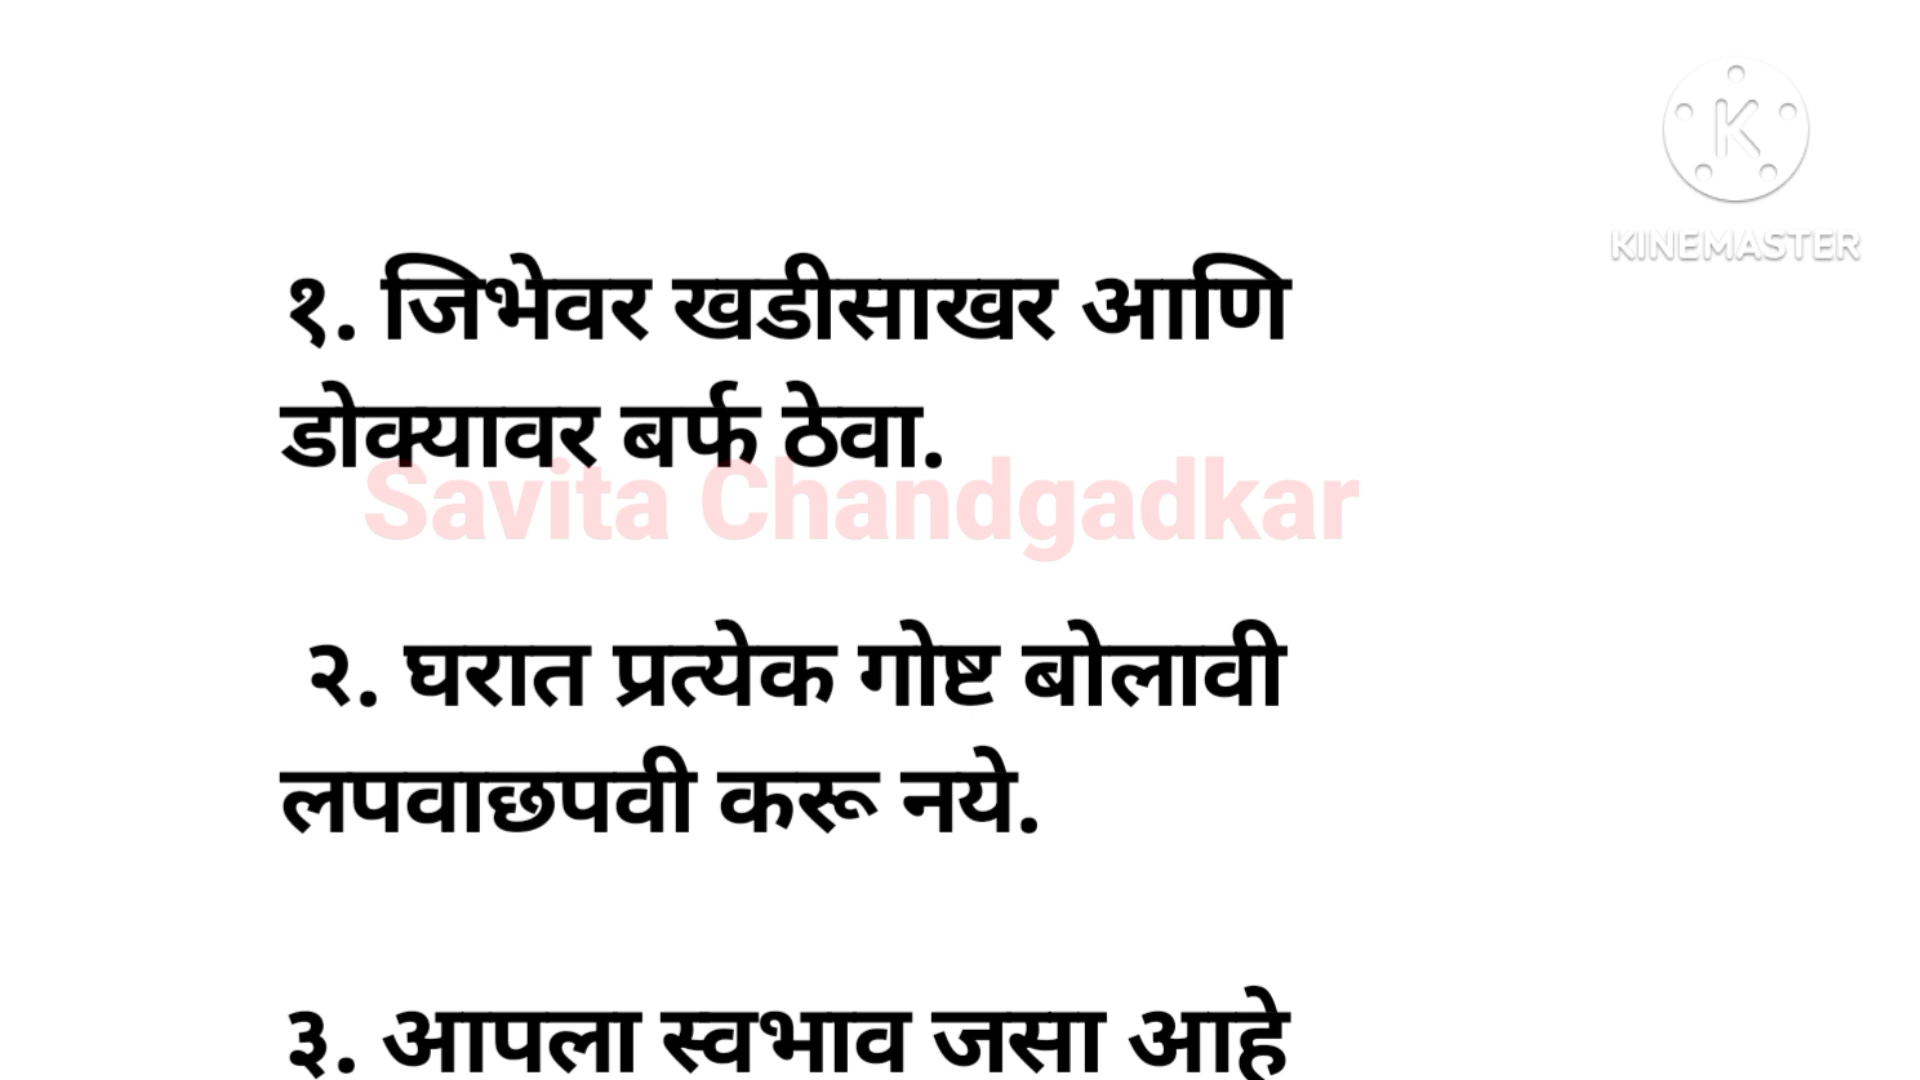 KINEMASTER
१. जिभेवर खडीसाखर आणि
डोक्यावर बर्फ ठेवा.
Savita Chandgadkar
२. घरात प्रत्येक गोष्ट बोलावी
लपवाछपवी करू नये.
३. आपला स्वभाव जसा आहे